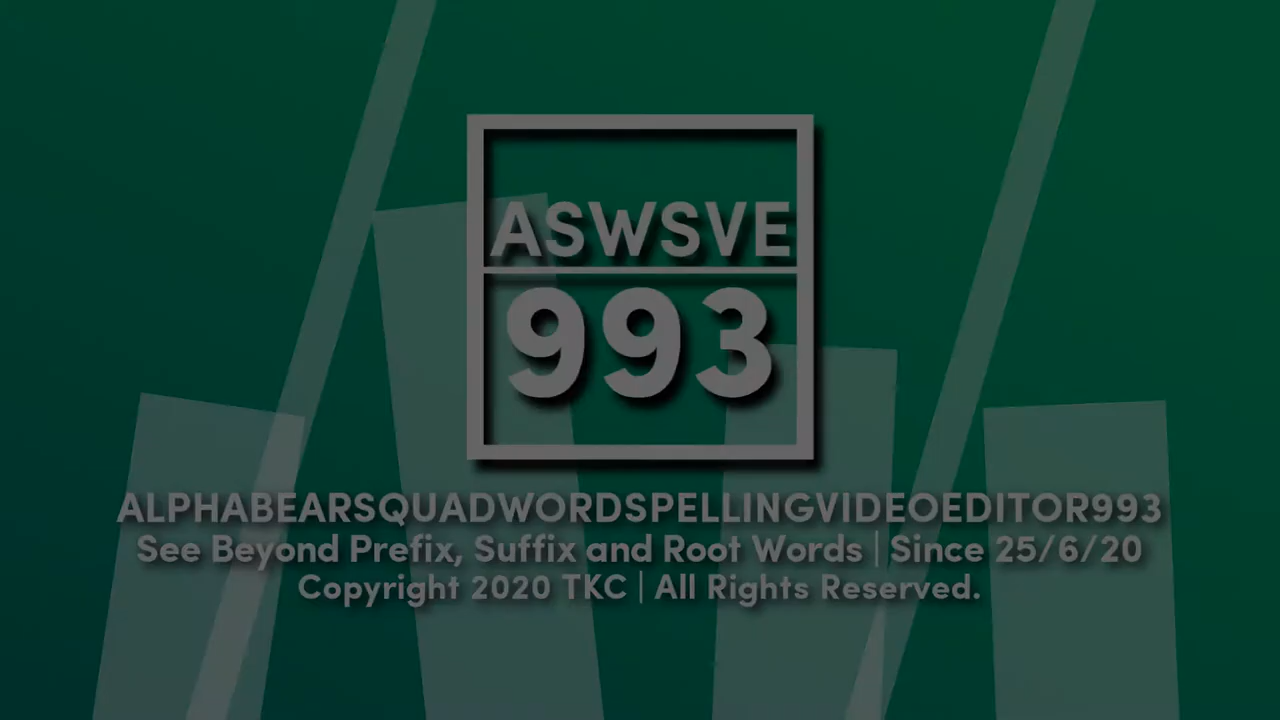 ASWSVE
993
ALPHABEARSQUADWORDSPELLINGVIDEOEDITOR993
See Beyond Prefix, Suffix and Root Words | Since 25/6/20
Copyright 2020 TKC | All Rights Reserved.